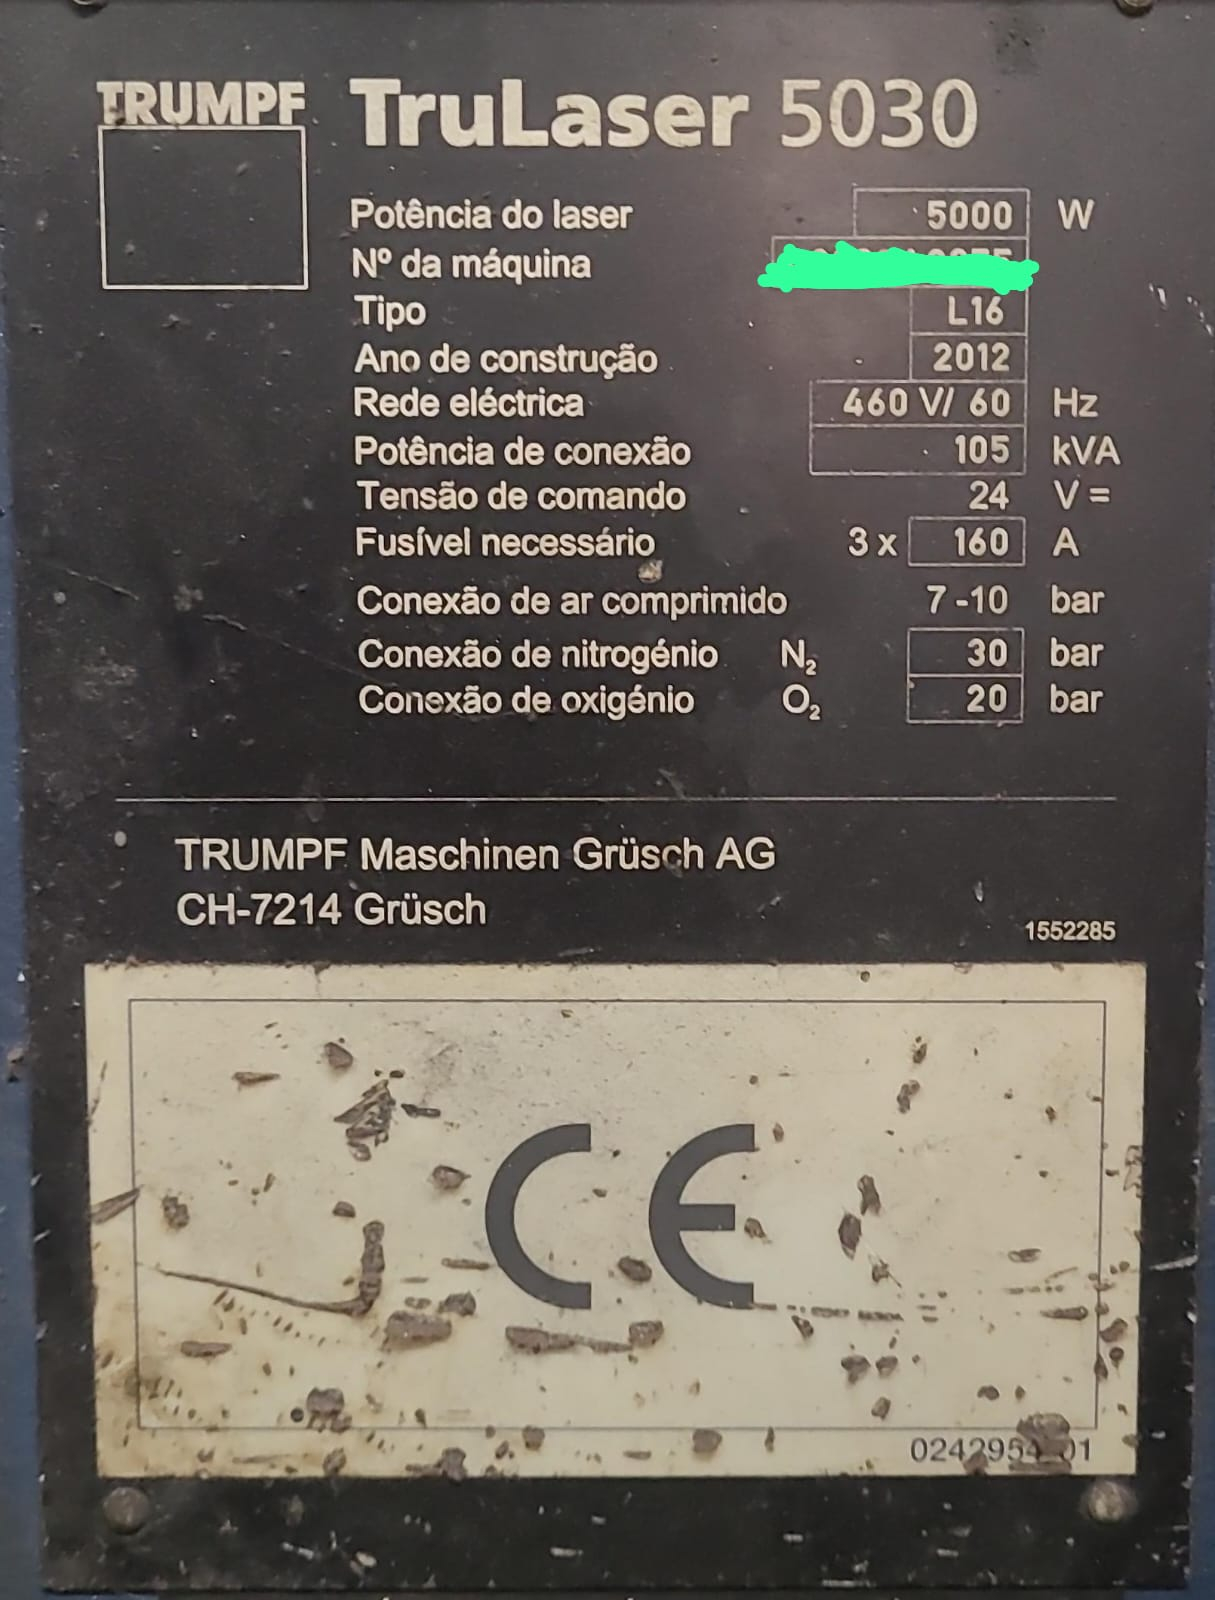 TRUMPF TruLaser 5030
Potência do laser 5000 W
Nº da máquina
Tipo L16
Ano de construção 2012
Rede eléctrica 460 V/ 60 Hz
Potência de conexão 105 kVA
Tensão de comando 24 V =
Fusível necessário 3 x 160 A
Conexão de ar comprimido 7 -10 bar
Conexão de nitrogénio N₂ 30 bar
Conexão de oxigénio O₂ 20 bar
TRUMPF Maschinen Grüsch AG
CH-7214 Grüsch
1552285
CE